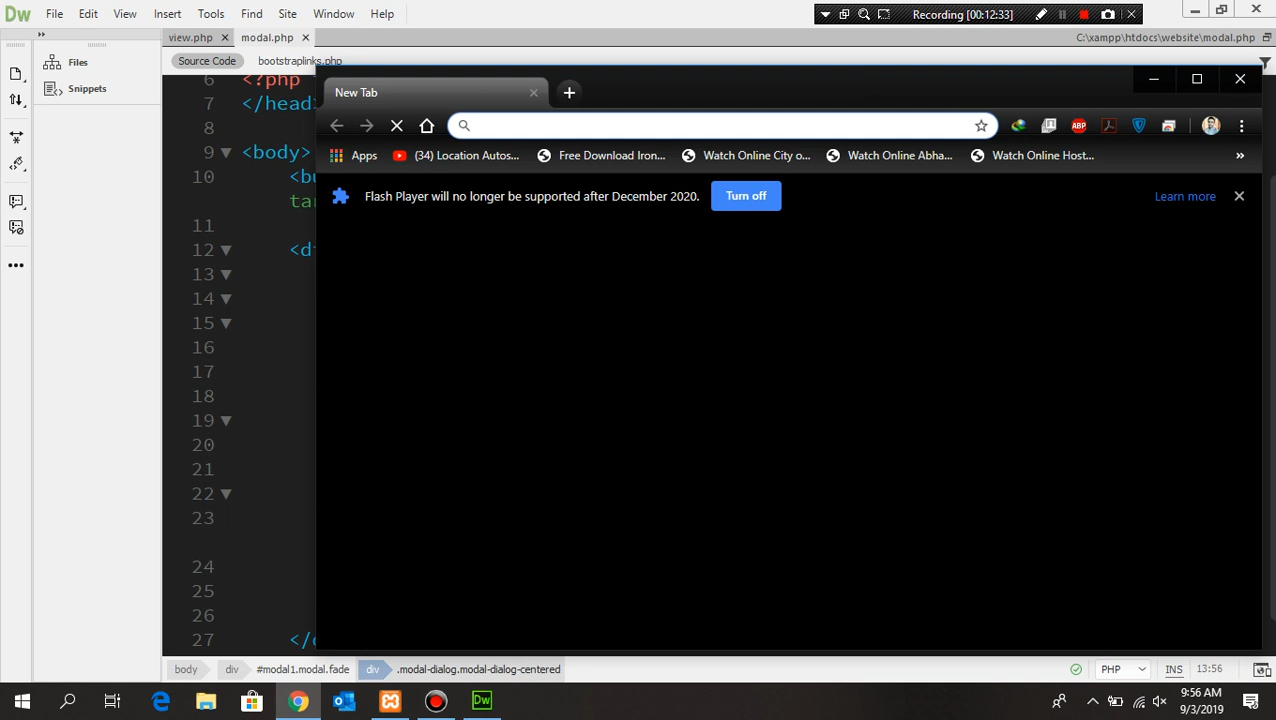 Dw File Edit View Insert Tools Find Site Window Help
Recording [00:12:33]
view.php modal.php
C:\xampp\htdocs\website\modal.php
Files
Snippets
Source Code bootstraplinks.php
6 <?php
7 </head>
8
9 <body>
10 <bu
tar
11
12 <di
13
14
15
16
17
18
19
20
21
22
23
24
25
26
27 </d
New Tab
Apps (34) Location Autos... Free Download Iron... Watch Online City o... Watch Online Abha... Watch Online Host... »
Flash Player will no longer be supported after December 2020. Turn off Learn more
body div #modal1.modal.fade div .modal-dialog.modal-dialog-centered PHP INS 13:56
ABP
Dw
9/3/2019